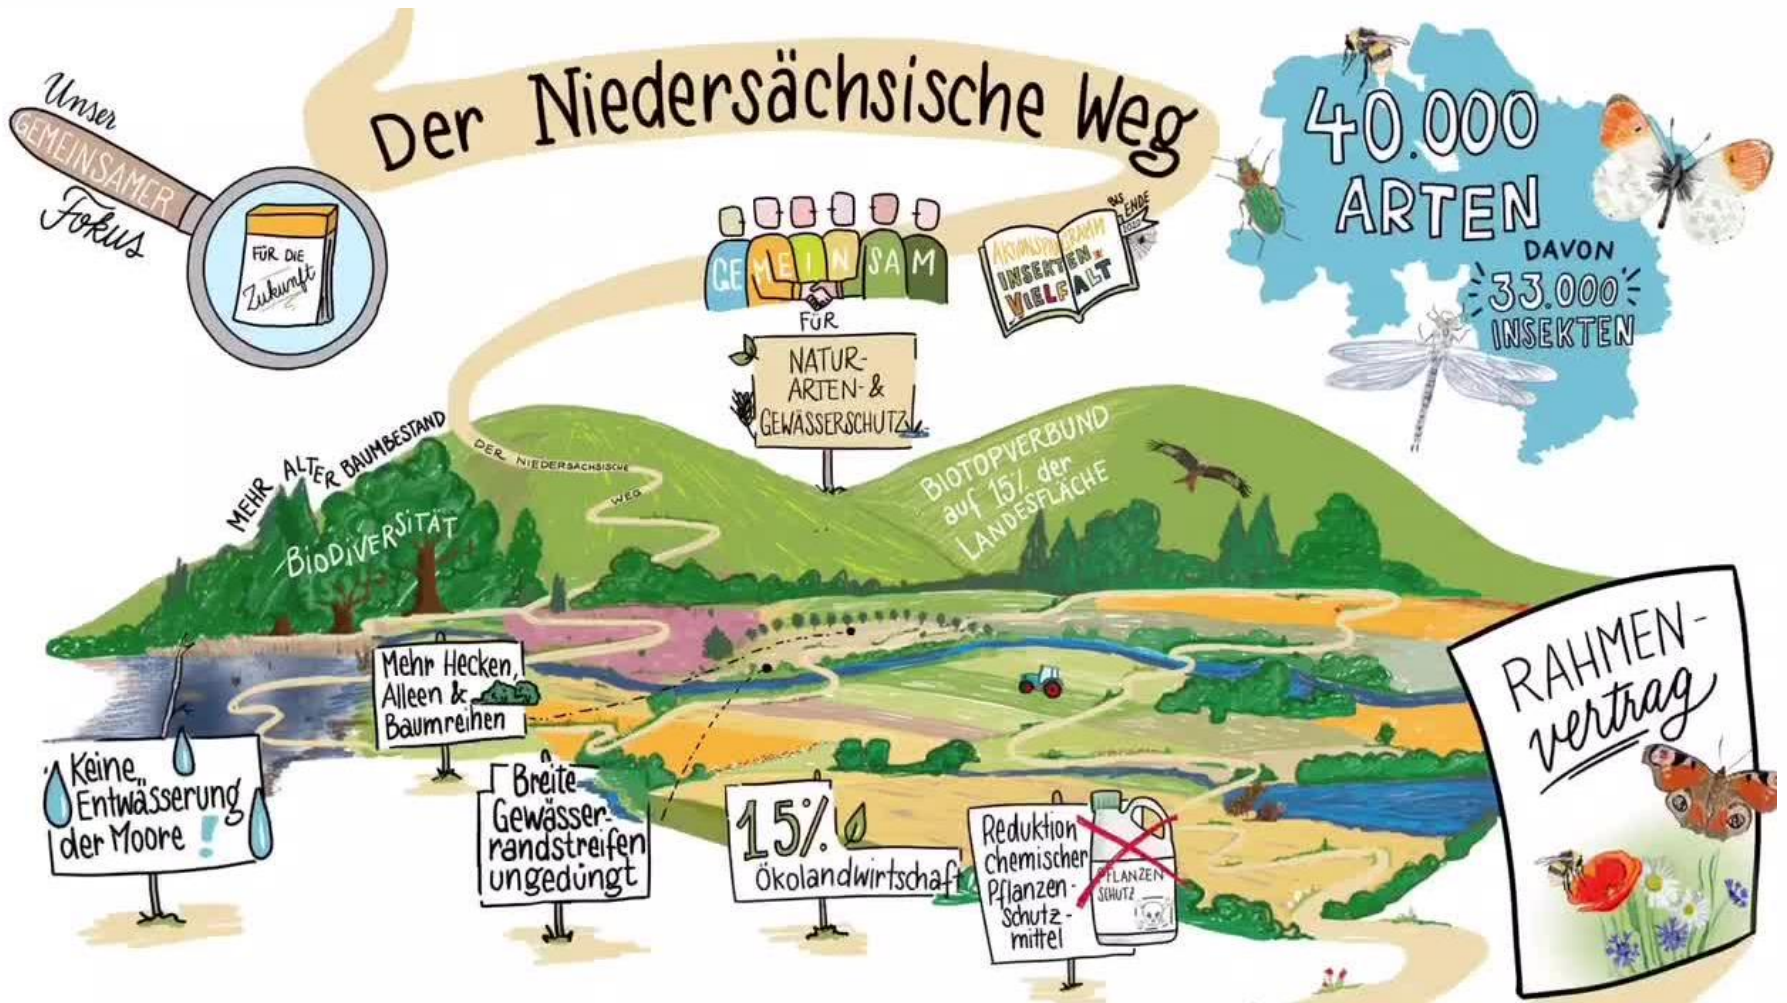 Der Niedersächsische Weg
Unser
GEMEINSAMER
Fokus
FÜR DIE
Zukunft
GEMEINSAM
FÜR
NATUR-
ARTEN- &
GEWÄSSERSCHUTZ
BIS
ENDE
2020
AKTIONSPROGRAMM
INSEKTEN-
VIELFALT
40.000
ARTEN
DAVON
33.000
INSEKTEN
MEHR ALTER BAUMBESTAND
BioDiVERSiTÄT
DER NIEDERSÄCHSISCHE
WEG
BIOTOPVERBUND
auf 15% der
LANDESFLÄCHE
Mehr Hecken,
Alleen &
Baumreihen
Keine
Entwässerung
der Moore !
Breite
Gewässer-
randstreifen
ungedüngt
15%
Ökolandwirtschaft
Reduktion
chemischer
Pflanzen-
schutz-
mittel
PFLANZEN
SCHUTZ
RAHMEN-
vertrag